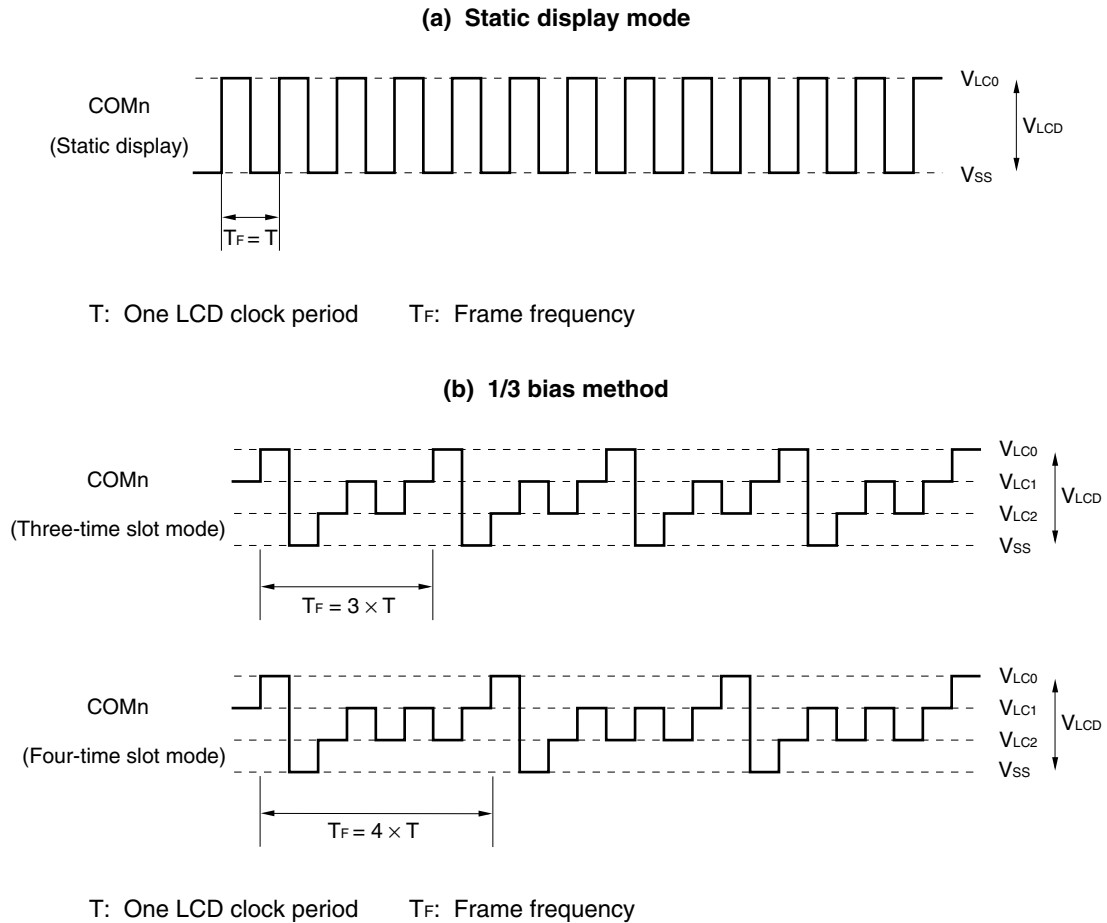 (a) Static display mode
COMn
(Static display)
VLC0
VLCD
VSS
TF = T
T: One LCD clock period TF: Frame frequency
(b) 1/3 bias method
COMn
(Three-time slot mode)
VLC0
VLC1
VLCD
VLC2
VSS
TF = 3 × T
COMn
(Four-time slot mode)
VLC0
VLC1
VLCD
VLC2
VSS
TF = 4 × T
T: One LCD clock period TF: Frame frequency